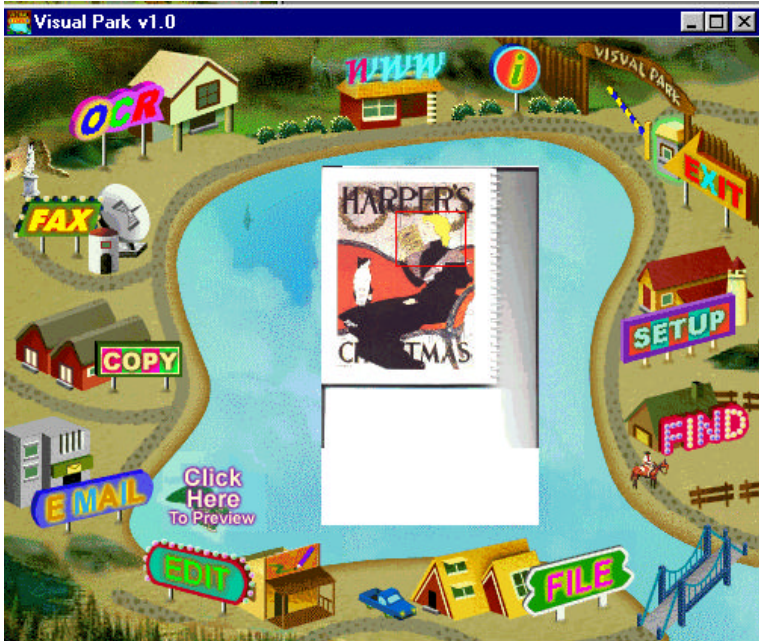 Visual Park v1.0
VISUAL PARK
WWW
i
OCR
EXIT
HARPER'S
FAX
SETUP
COPY
CHRISTMAS
FIND
E MAIL
Click
Here
To Preview
EDIT
FILE